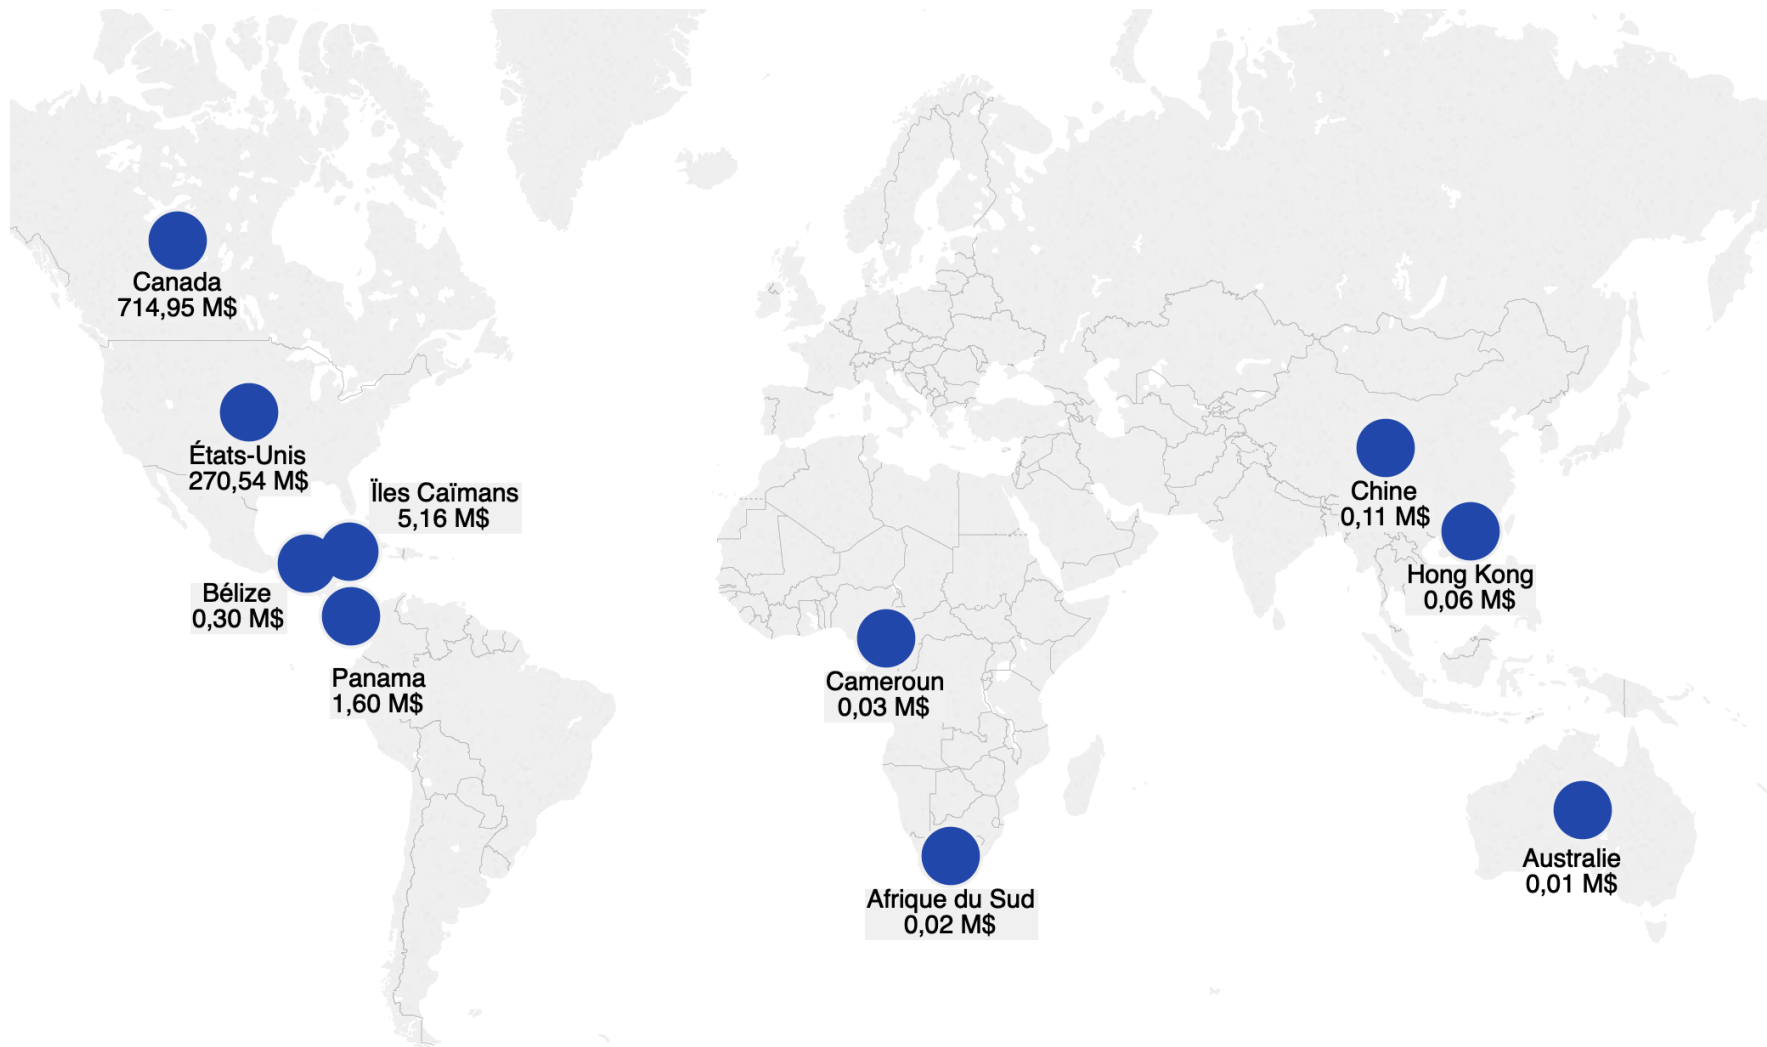 Canada
714,95 M$
États-Unis
270,54 M$
Ïles Caïmans
5,16 M$
Bélize
0,30 M$
Panama
1,60 M$
Cameroun
0,03 M$
Afrique du Sud
0,02 M$
Chine
0,11 M$
Hong Kong
0,06 M$
Australie
0,01 M$